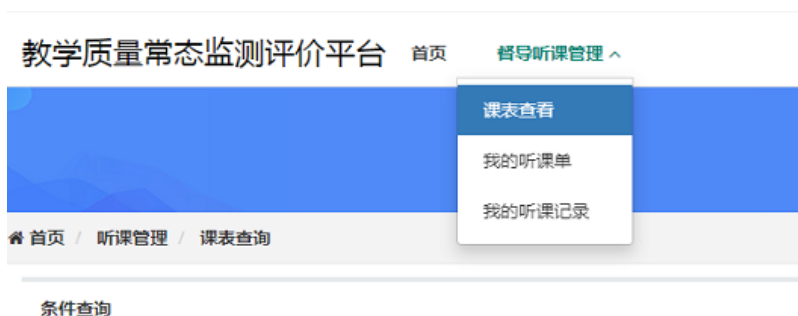 教学质量常态监测评价平台 首页 督导听课管理
课表查看
我的听课单
我的听课记录
首页 / 听课管理 / 课表查询
条件查询